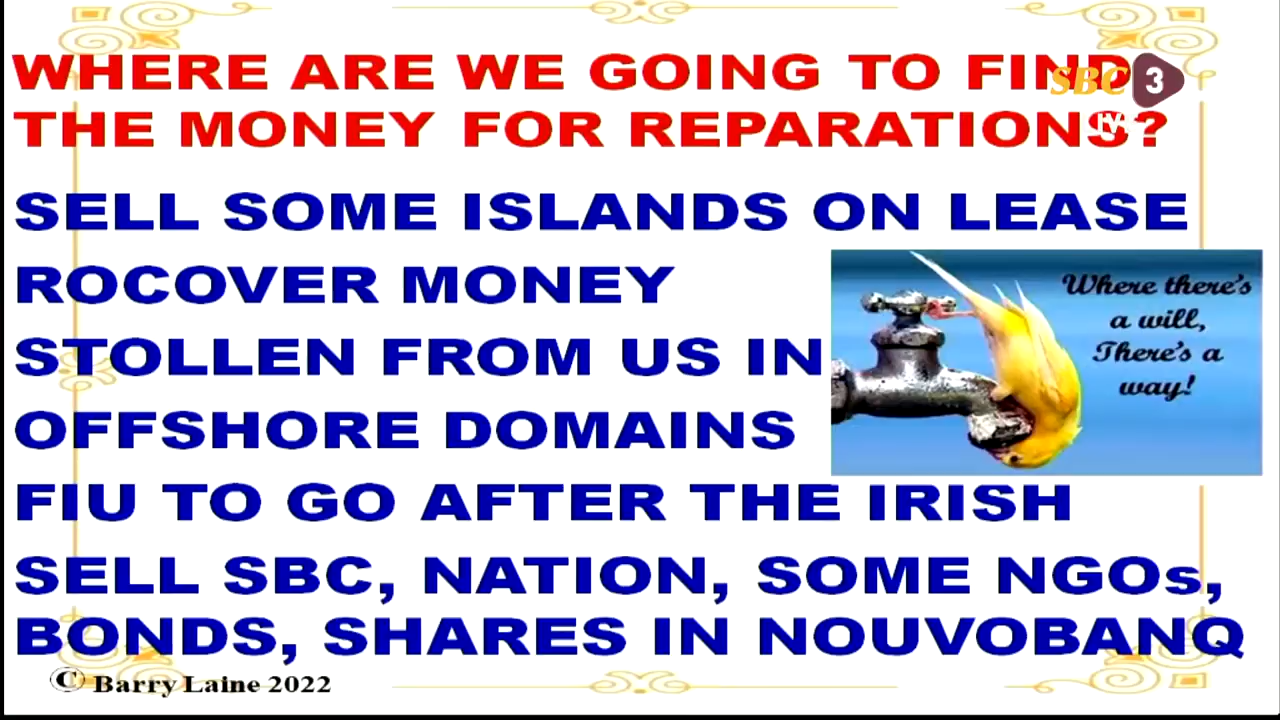 WHERE ARE WE GOING TO FIND
THE MONEY FOR REPARATIONS?
SBC 3
SELL SOME ISLANDS ON LEASE
ROCOVER MONEY
STOLLEN FROM US IN
OFFSHORE DOMAINS
Where there's
a will,
There's a
way!
FIU TO GO AFTER THE IRISH
SELL SBC, NATION, SOME NGOs,
BONDS, SHARES IN NOUVOBANQ
© Barry Laine 2022